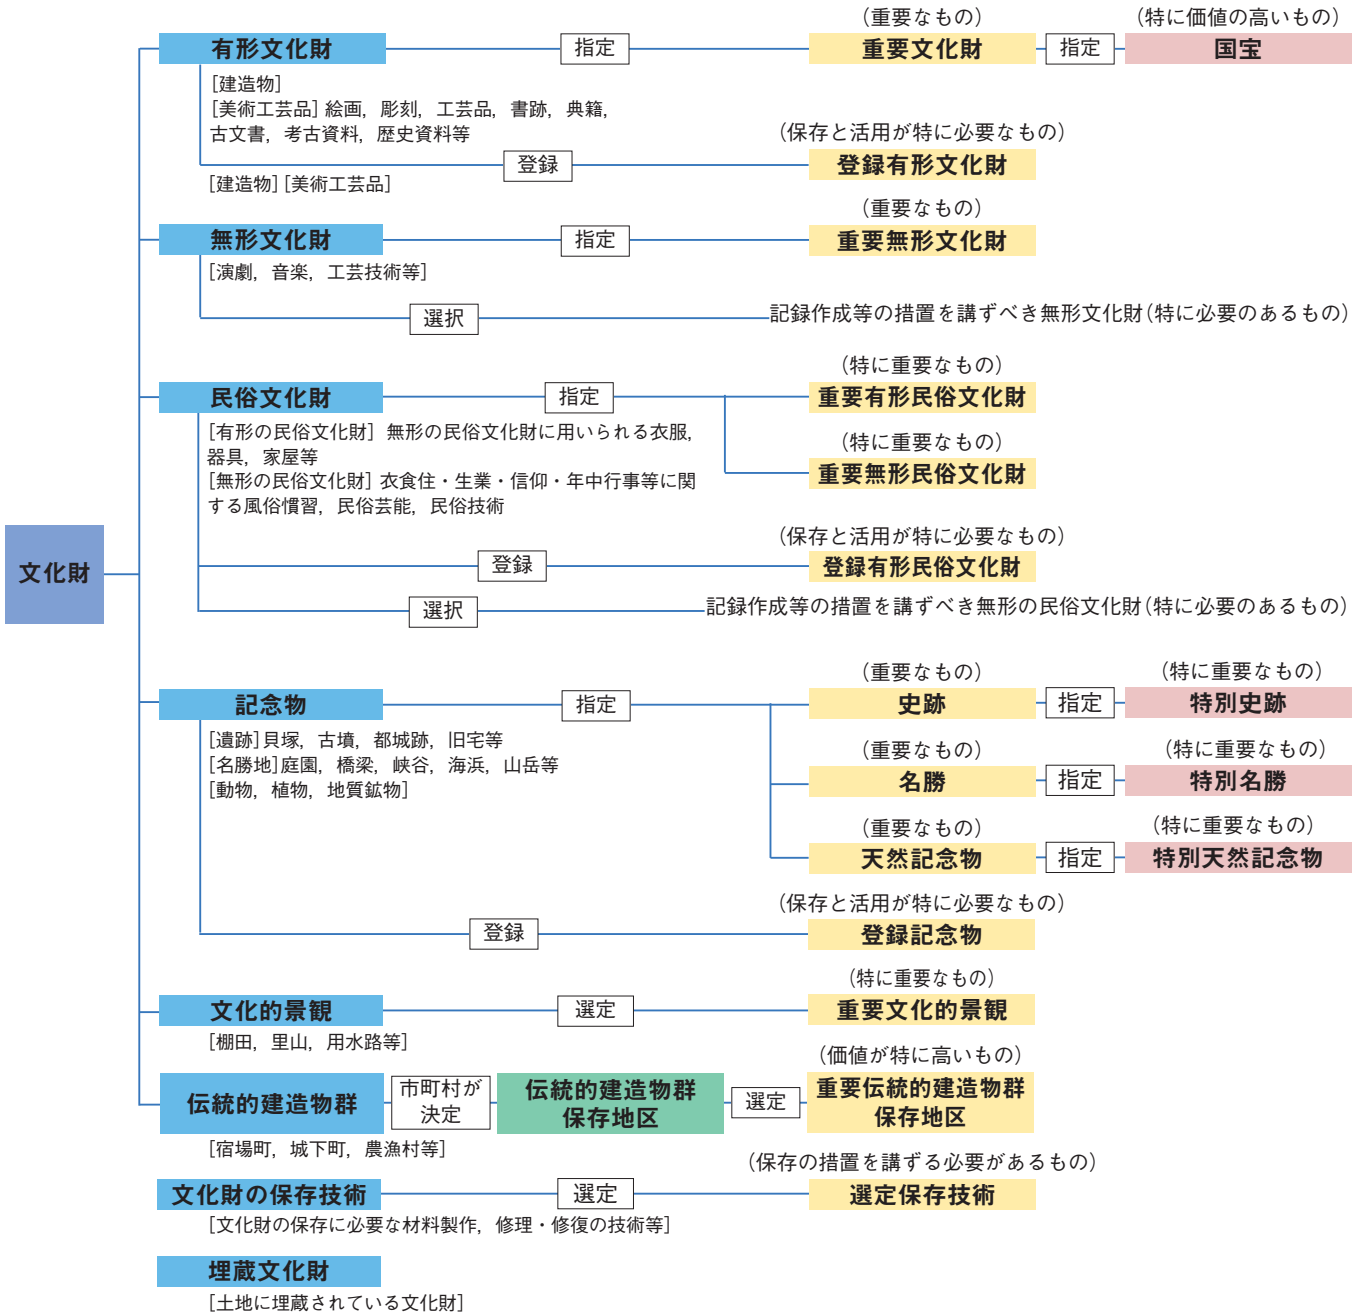 (重要なもの)
(特に価値の高いもの)
有形文化財
指定
重要文化財
指定
国宝
[建造物]
[美術工芸品] 絵画, 彫刻, 工芸品, 書跡, 典籍,
古文書, 考古資料, 歴史資料等
(保存と活用が特に必要なもの)
登録
登録有形文化財
[建造物] [美術工芸品]
(重要なもの)
無形文化財
指定
重要無形文化財
[演劇, 音楽, 工芸技術等]
選択
記録作成等の措置を講ずべき無形文化財(特に必要のあるもの)
(特に重要なもの)
民俗文化財
指定
重要有形民俗文化財
[有形の民俗文化財] 無形の民俗文化財に用いられる衣服,
器具, 家屋等
[無形の民俗文化財] 衣食住・生業・信仰・年中行事等に関
する風俗慣習, 民俗芸能, 民俗技術
(特に重要なもの)
重要無形民俗文化財
(保存と活用が特に必要なもの)
登録
登録有形民俗文化財
文化財
選択
記録作成等の措置を講ずべき無形の民俗文化財(特に必要のあるもの)
(重要なもの)
(特に重要なもの)
記念物
指定
史跡
指定
特別史跡
[遺跡]貝塚, 古墳, 都城跡, 旧宅等
[名勝地]庭園, 橋梁, 峡谷, 海浜, 山岳等
[動物, 植物, 地質鉱物]
(重要なもの)
(特に重要なもの)
名勝
指定
特別名勝
(重要なもの)
(特に重要なもの)
天然記念物
指定
特別天然記念物
(保存と活用が特に必要なもの)
登録
登録記念物
(特に重要なもの)
文化的景観
選定
重要文化的景観
[棚田, 里山, 用水路等]
(価値が特に高いもの)
伝統的建造物群
市町村が
決定
伝統的建造物群
保存地区
選定
重要伝統的建造物群
保存地区
[宿場町, 城下町, 農漁村等]
(保存の措置を講ずる必要があるもの)
文化財の保存技術
選定
選定保存技術
[文化財の保存に必要な材料製作, 修理・修復の技術等]
埋蔵文化財
[土地に埋蔵されている文化財]